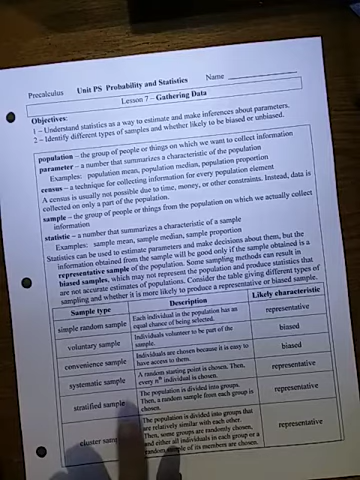 Precalculus Unit PS Probability and Statistics Name
Lesson 7 – Gathering Data
Objectives:
1 – Understand statistics as a way to estimate and make inferences about parameters.
2 – Identify different types of samples and whether likely to be biased or unbiased.
population – the group of people or things on which we want to collect information
parameter – a number that summarizes a characteristic of the population
Examples: population mean, population median, population proportion
census – a technique for collecting information for every population element
A census is usually not possible due to time, money, or other constraints. Instead, data is
collected on only a part of the population.
sample – the group of people or things from the population on which we actually collect
information
statistic – a number that summarizes a characteristic of a sample
Examples: sample mean, sample median, sample proportion
Statistics can be used to estimate parameters and make decisions about them, but the
information obtained from the sample will be good only if the sample obtained is a
representative sample of the population. Some sampling methods can result in
biased samples, which may not represent the population and produce statistics that
are not accurate estimates of populations. Consider the table giving different types of
sampling and whether it is more likely to produce a representative or biased sample.
Sample type Description Likely characteristic
simple random sample Each individual in the population has an
equal chance of being selected. representative
voluntary sample Individuals volunteer to be part of the
sample. biased
convenience sample Individuals are chosen because it is easy to
have access to them. biased
systematic sample A random starting point is chosen. Then,
every nth individual is chosen. representative
stratified sample The population is divided into groups.
Then, a random sample from each group is
chosen. representative
cluster sample The population is divided into groups that
are relatively similar with each other.
Then, some groups are randomly chosen,
and either all individuals in each group or a
random sample of its members are chosen. representative